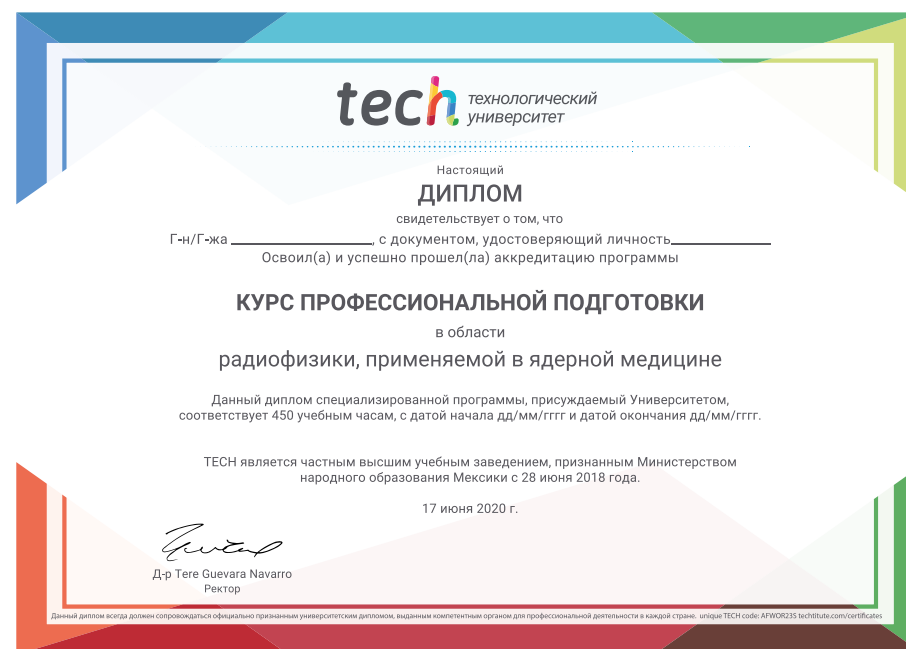 tech технологический
университет
Настоящий
ДИПЛОМ
свидетельствует о том, что
Г-н/Г-жа ____________, с документом, удостоверяющий личность____________
Освоил(а) и успешно прошел(ла) аккредитацию программы
КУРС ПРОФЕССИОНАЛЬНОЙ ПОДГОТОВКИ
в области
радиофизики, применяемой в ядерной медицине
Данный диплом специализированной программы, присуждаемый Университетом,
соответствует 450 учебным часам, с датой начала дд/мм/гггг и датой окончания дд/мм/гггг.
TECH является частным высшим учебным заведением, признанным Министерством
народного образования Мексики с 28 июня 2018 года.
17 июня 2020 г.
Д-р Tere Guevara Navarro
Ректор
Данный диплом всегда должен сопровождаться официально признанным университетским дипломом, выданным компетентным органом для профессиональной деятельности в каждой стране. unique TECH code: AFWOR23S techtitute.com/certificates